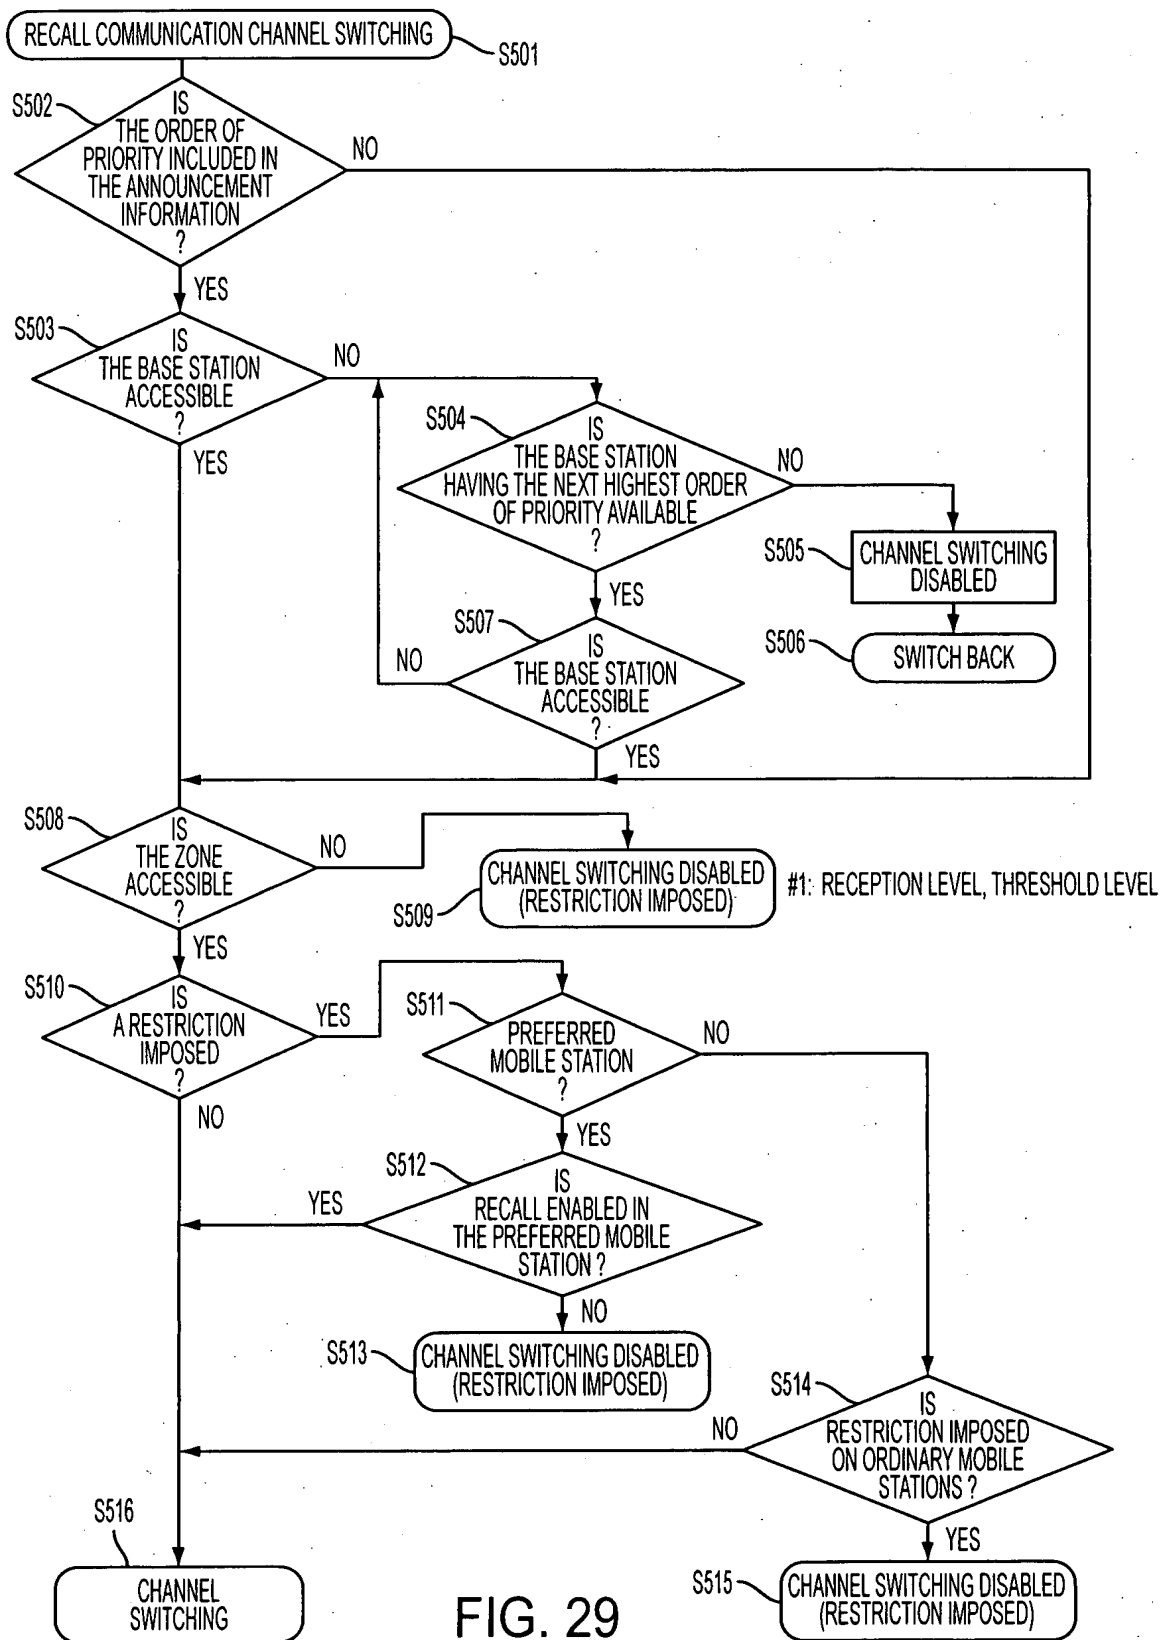 RECALL COMMUNICATION CHANNEL SWITCHING
S501
S502
IS
THE ORDER OF
PRIORITY INCLUDED IN
THE ANNOUNCEMENT
INFORMATION
?
NO
YES
S503
IS
THE BASE STATION
ACCESSIBLE
?
NO
YES
S504
IS
THE BASE STATION
HAVING THE NEXT HIGHEST ORDER
OF PRIORITY AVAILABLE
?
NO
YES
S505
CHANNEL SWITCHING
DISABLED
S506
SWITCH BACK
S507
IS
THE BASE STATION
ACCESSIBLE
?
NO
YES
S508
IS
THE ZONE
ACCESSIBLE
?
NO
YES
S509
CHANNEL SWITCHING DISABLED
(RESTRICTION IMPOSED)
#1: RECEPTION LEVEL, THRESHOLD LEVEL
S510
IS
A RESTRICTION
IMPOSED
?
YES
NO
S511
PREFERRED
MOBILE STATION
?
NO
YES
S512
IS
RECALL ENABLED IN
THE PREFERRED MOBILE
STATION ?
YES
NO
S513
CHANNEL SWITCHING DISABLED
(RESTRICTION IMPOSED)
S514
IS
RESTRICTION IMPOSED
ON ORDINARY MOBILE
STATIONS ?
NO
YES
S515
CHANNEL SWITCHING DISABLED
(RESTRICTION IMPOSED)
S516
CHANNEL
SWITCHING
FIG. 29